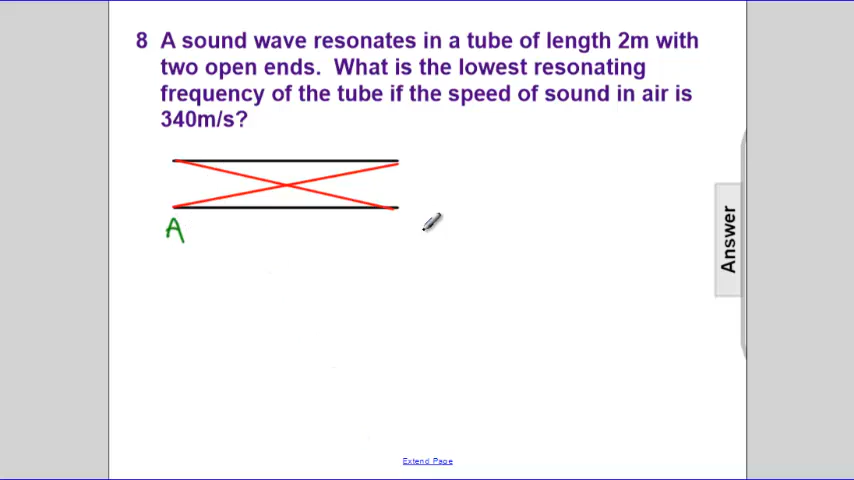 8 A sound wave resonates in a tube of length 2m with
two open ends. What is the lowest resonating
frequency of the tube if the speed of sound in air is
340m/s?
A
Answer
Extend Page